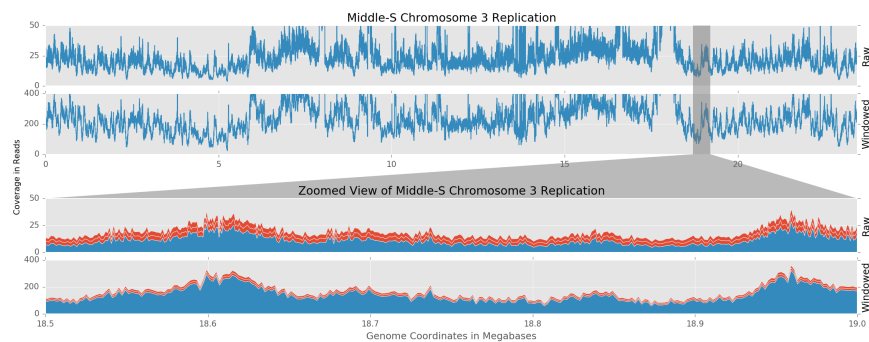 Middle-S Chromosome 3 Replication
50
25
0
Raw
400
200
0
Windowed
0 5 10 15 20
Coverage in Reads
Zoomed View of Middle-S Chromosome 3 Replication
50
25
0
Raw
400
200
0
Windowed
18.5 18.6 18.7 18.8 18.9 19.0
Genome Coordinates in Megabases